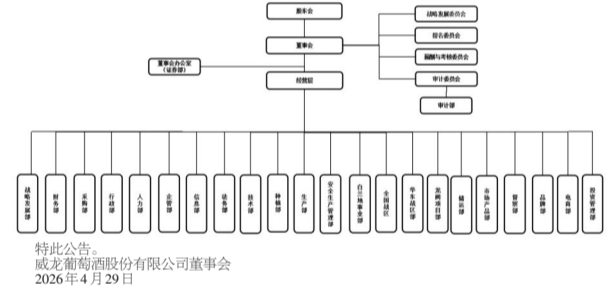 股东会
战略发展委员会
提名委员会
董事会
薪酬与考核委员会
董事会办公室
(证券部)
经营层
审计委员会
审计部
战略发展部
财务部
采购部
行政部
人力部
企管部
信息部
法务部
技术部
种植部
生产部
安全生产管理部
白兰地事业部
全国战区
华东战区部
龙湖项目部
储运部
市场产品部
督察部
品牌部
电商部
投资管理部
特此公告。
威龙葡萄酒股份有限公司董事会
2026年4月29日